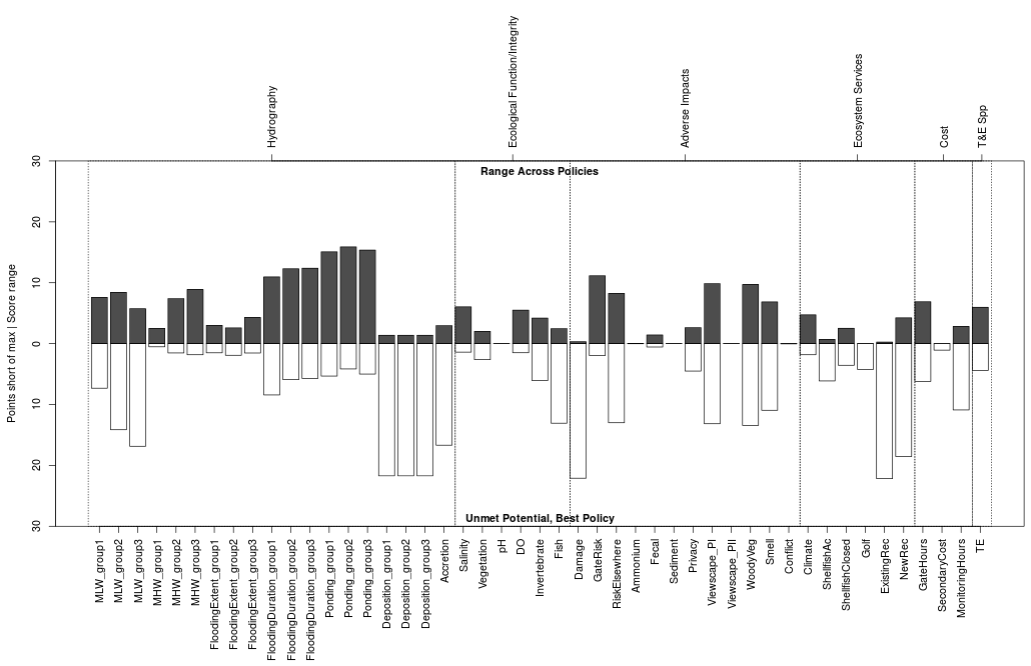 Hydrography
Ecological Function/Integrity
Adverse Impacts
Ecosystem Services
Cost
T&E Spp
Range Across Policies
Points short of max | Score range
30
20
10
0
10
20
30
Unmet Potential, Best Policy
MLW_group1
MLW_group2
MLW_group3
MHW_group1
MHW_group2
MHW_group3
FloodingExtent_group1
FloodingExtent_group2
FloodingExtent_group3
FloodingDuration_group1
FloodingDuration_group2
FloodingDuration_group3
Ponding_group1
Ponding_group2
Ponding_group3
Deposition_group1
Deposition_group2
Deposition_group3
Accretion
Salinity
Vegetation
pH
DO
Invertebrate
Fish
Damage
GateRisk
RiskElsewhere
Ammonium
Fecal
Sediment
Privacy
Viewscape_PI
Viewscape_PII
WoodyVeg
Smell
Conflict
Climate
ShellfishAc
ShellfishClosed
Golf
ExistingRec
NewRec
GateHours
SecondaryCost
MonitoringHours
TE